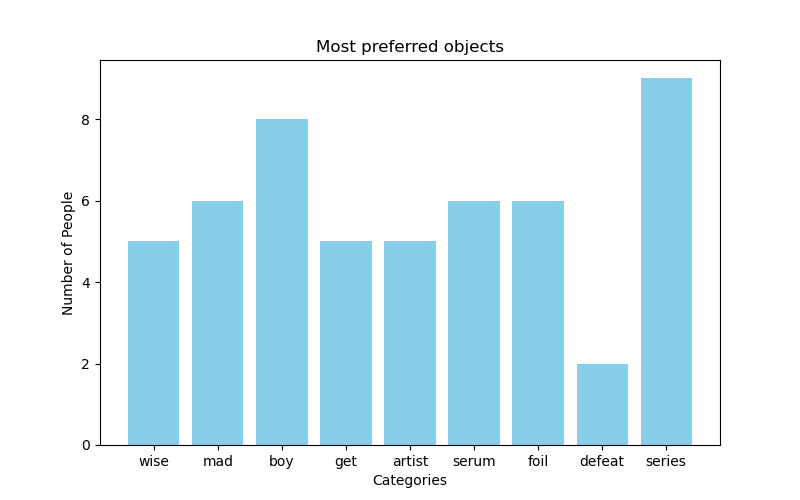 Most preferred objects
Number of People
8
6
4
2
0
wise mad boy get artist serum foil defeat series
Categories